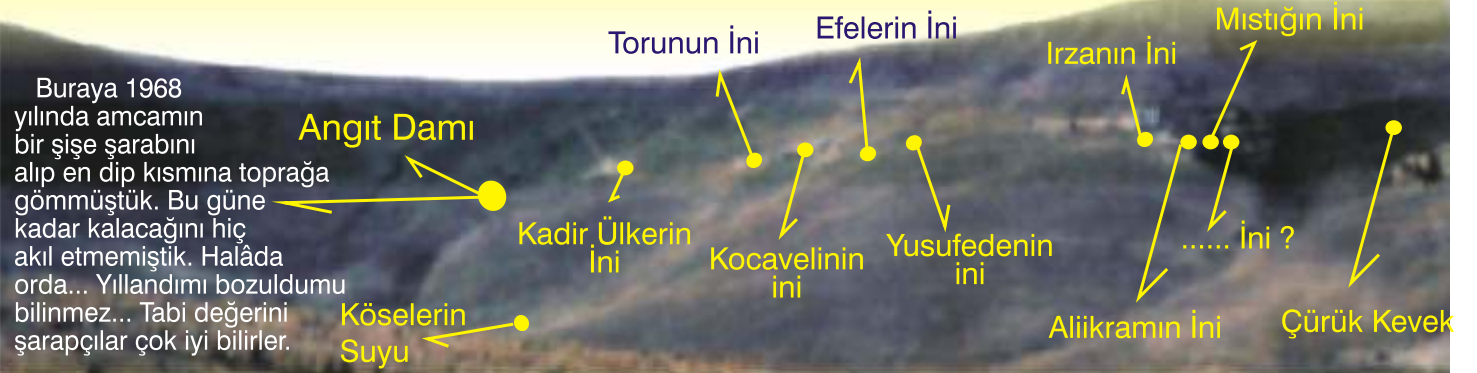 Buraya 1968
yılında amcamın
bir şişe şarabını
alıp en dip kısmına toprağa
gömmüştük. Bu güne
kadar kalacağını hiç
akıl etmemiştik. Halâda
orda... Yıllandımı bozuldumu
bilinmez... Tabi değerini
şarapçılar çok iyi bilirler.
Angıt Damı
Köselerin
Suyu
Kadir Ülkerin
İni
Torunun İni
Kocavelinin
ini
Efelerin İni
Yusufedenin
ini
Irzanın İni
Aliikramın İni
Mıstığın İni
...... İni ?
Çürük Kevek